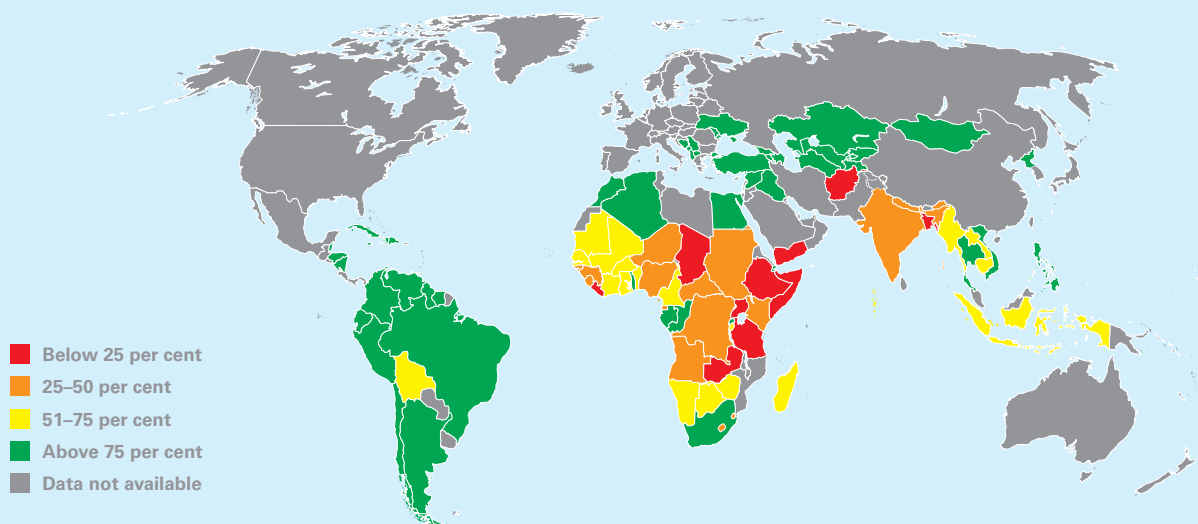 Below 25 per cent
25–50 per cent
51–75 per cent
Above 75 per cent
Data not available